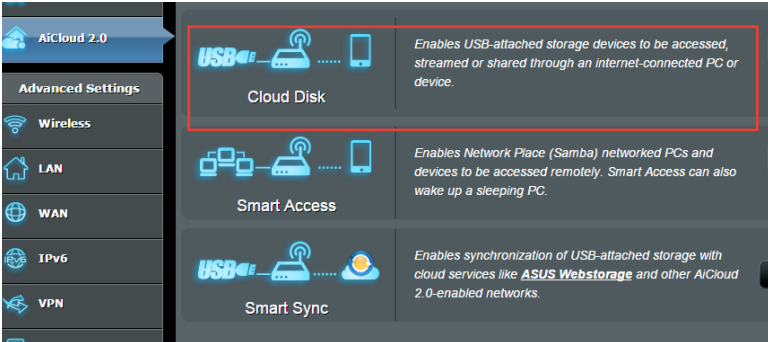 AiCloud 2.0
Advanced Settings
Wireless
LAN
WAN
IPv6
IPv6
VPN
USB
Cloud Disk
Enables USB-attached storage devices to be accessed,
streamed or shared through an internet-connected PC or
device.
Smart Access
Enables Network Place (Samba) networked PCs and
devices to be accessed remotely. Smart Access can also
wake up a sleeping PC.
USB
Smart Sync
Enables synchronization of USB-attached storage with
cloud services like ASUS Webstorage and other AiCloud
2.0-enabled networks.